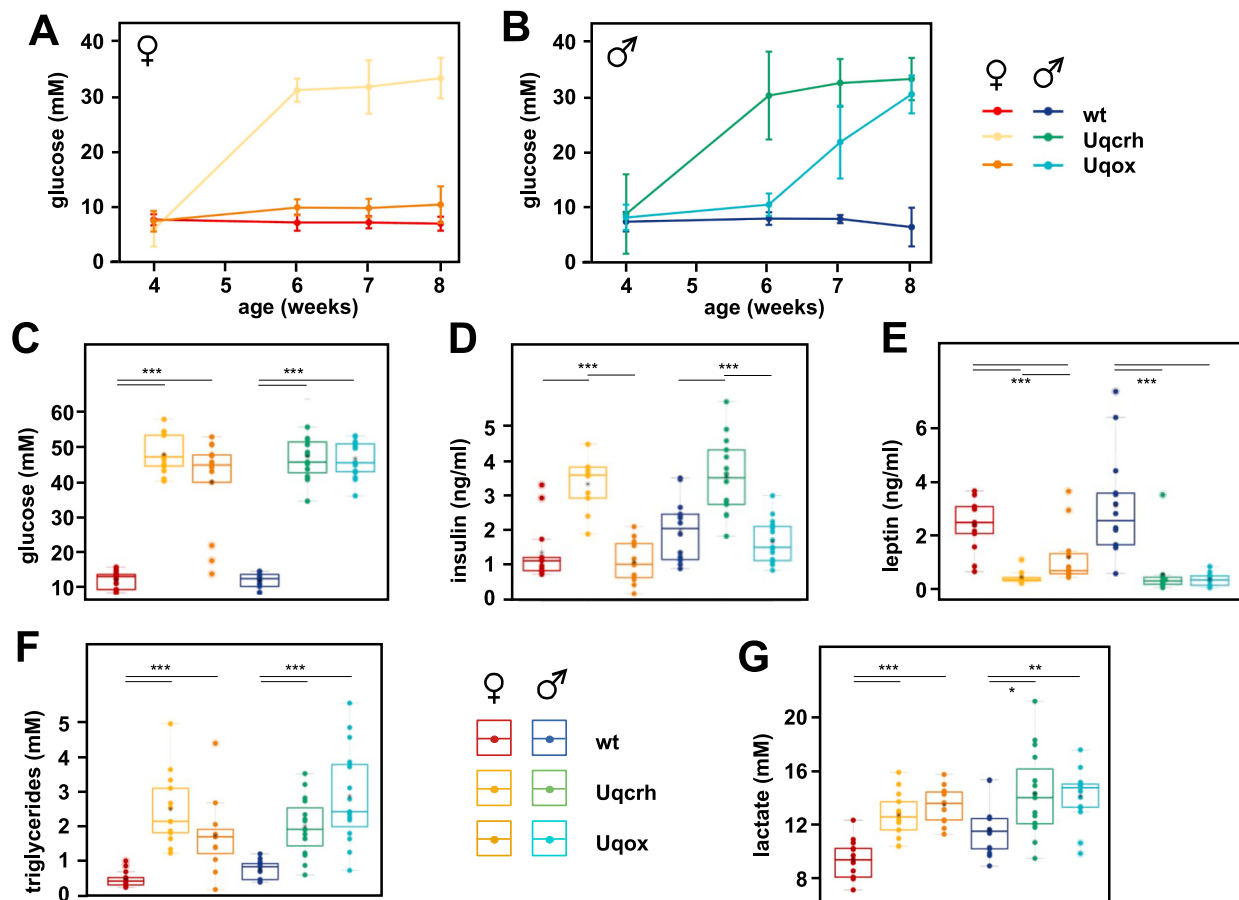 A
♀
glucose (mM)
40
30
20
10
0
4 5 6 7 8
age (weeks)
B
♂
glucose (mM)
40
30
20
10
0
4 5 6 7 8
age (weeks)
♀ ♂
wt
Uqcrh
Uqox
C
glucose (mM)
60
50
40
30
20
10
*** ***
D
insulin (ng/ml)
5
4
3
2
1
0
*** ***
E
leptin (ng/ml)
6
4
2
0
*** ***
F
triglycerides (mM)
5
4
3
2
1
0
*** ***
♀ ♂
wt
Uqcrh
Uqox
G
lactate (mM)
20
16
12
8
*** **
*